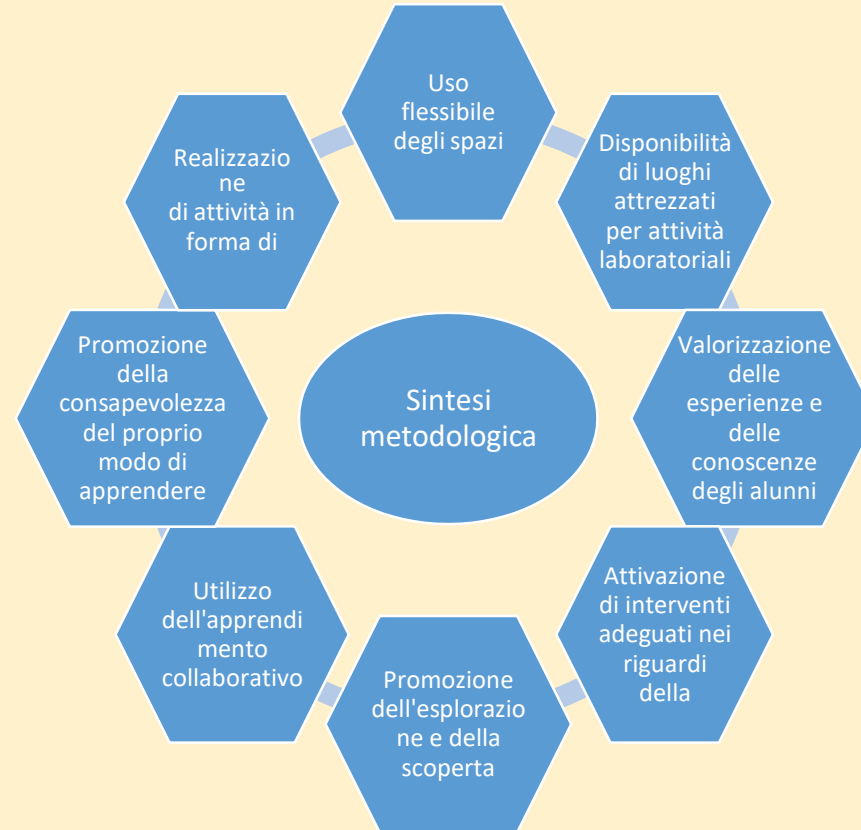 Uso
flessibile
degli spazi
Disponibilità
di luoghi
attrezzati
per attività
laboratoriali
Valorizzazione
delle
esperienze e
delle
conoscenze
degli alunni
Attivazione
di interventi
adeguati nei
riguardi
della
Promozione
dell'esplorazio
ne e della
scoperta
Utilizzo
dell'apprendi
mento
collaborativo
Promozione
della
consapevolezza
del proprio
modo di
apprendere
Realizzazio
ne
di attività in
forma di
Sintesi
metodologica